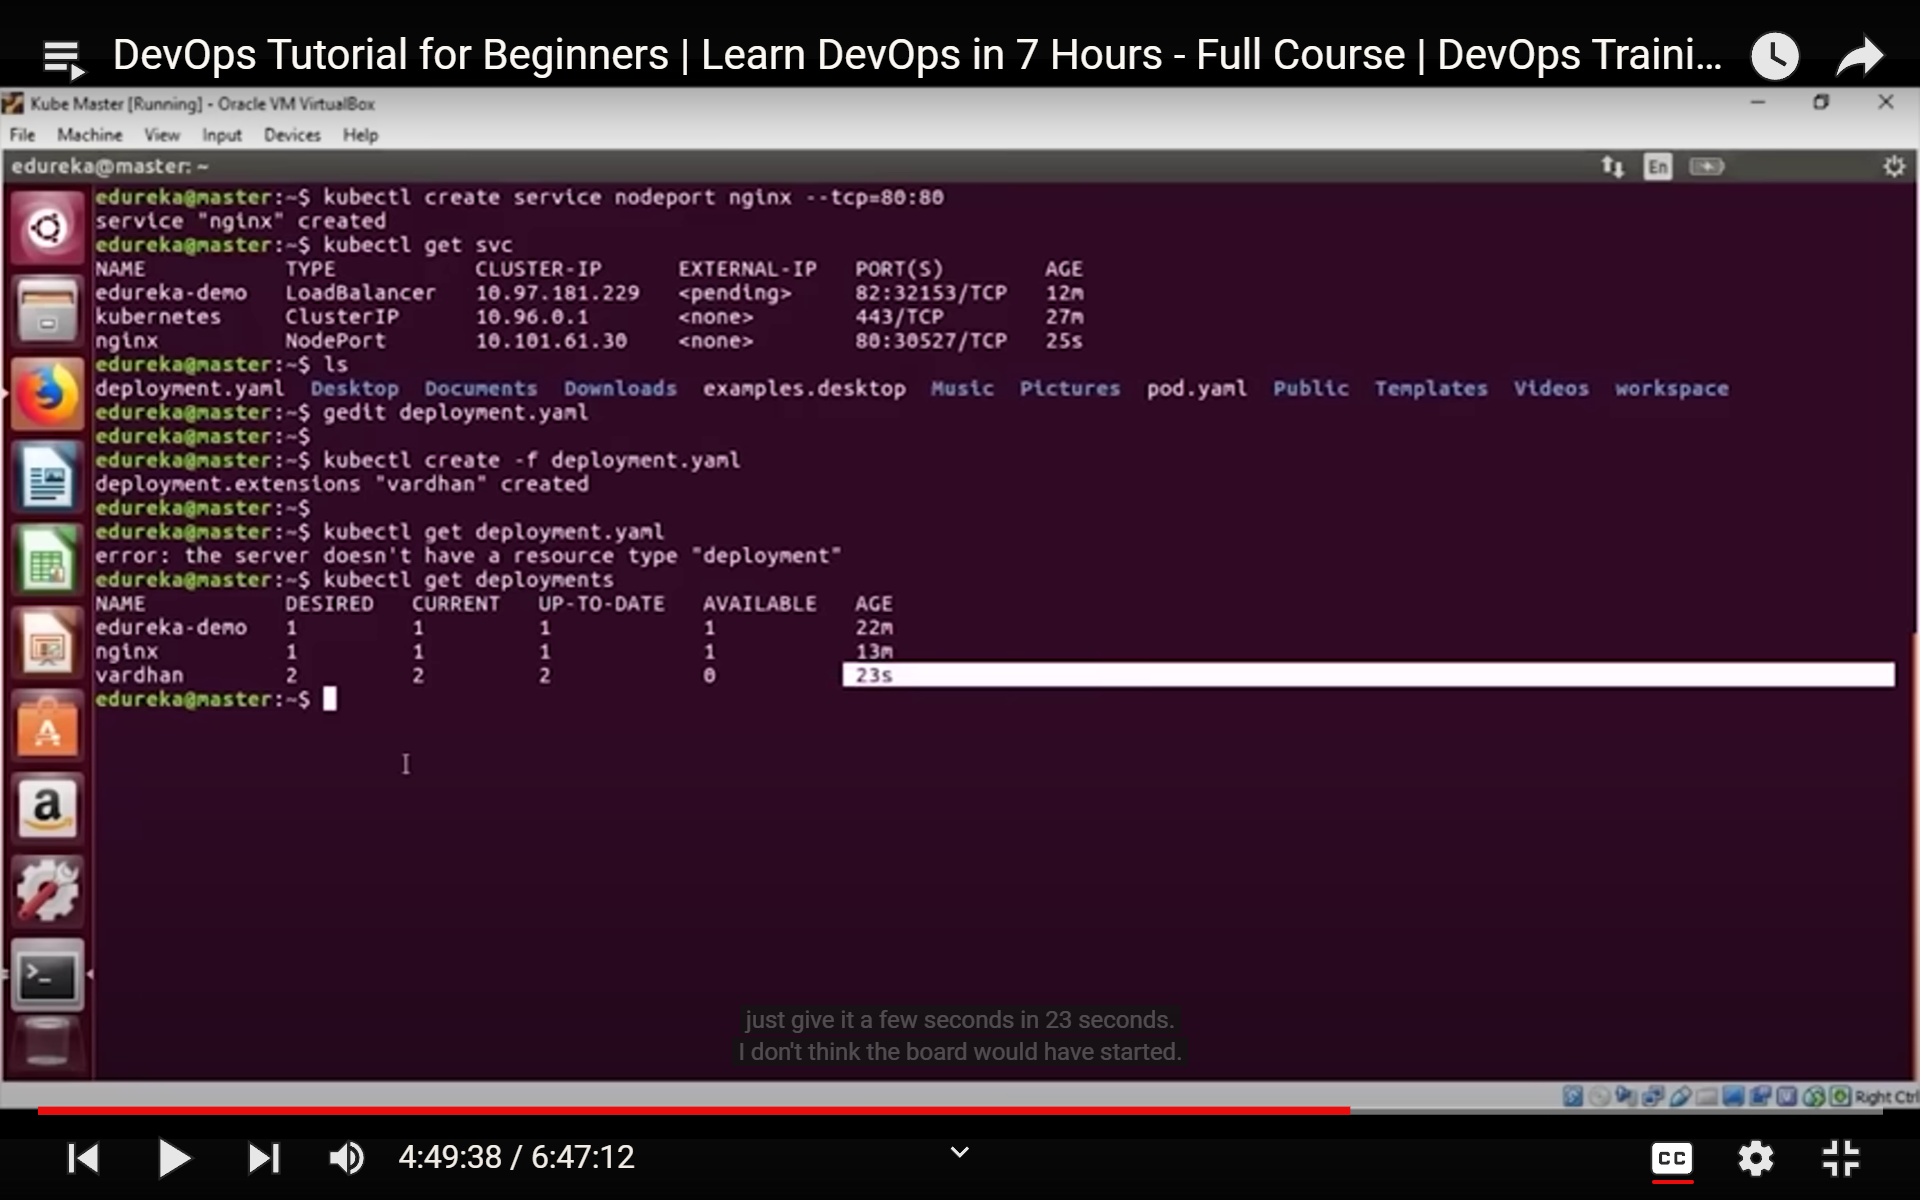 DevOps Tutorial for Beginners | Learn DevOps in 7 Hours - Full Course | DevOps Traini...
Kube Master [Running] - Oracle VM VirtualBox
File Machine View Input Devices Help
edureka@master: ~
En
edureka@master:~$ kubectl create service nodeport nginx --tcp=80:80
service "nginx" created
edureka@master:~$ kubectl get svc
NAME TYPE CLUSTER-IP EXTERNAL-IP PORT(S) AGE
edureka-demo LoadBalancer 10.97.181.229 <pending> 82:32153/TCP 12m
kubernetes ClusterIP 10.96.0.1 <none> 443/TCP 27m
nginx NodePort 10.101.61.30 <none> 80:30527/TCP 25s
edureka@master:~$ ls
deployment.yaml Desktop Documents Downloads examples.desktop Music Pictures pod.yaml Public Templates Videos workspace
edureka@master:~$ gedit deployment.yaml
edureka@master:~$
edureka@master:~$ kubectl create -f deployment.yaml
deployment.extensions "vardhan" created
edureka@master:~$
edureka@master:~$ kubectl get deployment.yaml
error: the server doesn't have a resource type "deployment"
edureka@master:~$ kubectl get deployments
NAME DESIRED CURRENT UP-TO-DATE AVAILABLE AGE
edureka-demo 1 1 1 1 22m
nginx 1 1 1 1 13m
vardhan 2 2 2 0 23s
edureka@master:~$
just give it a few seconds in 23 seconds.
I don't think the board would have started.
Right Ctrl
4:49:38 / 6:47:12
CC